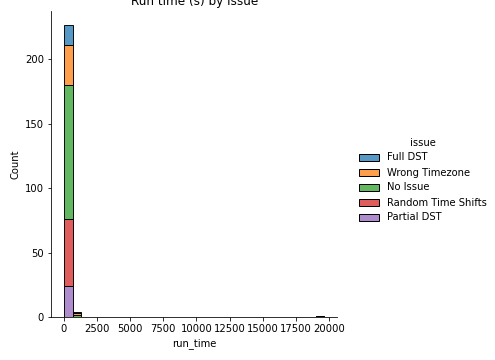 Run time (s) by issue
200
150
100
50
0
Count
0 2500 5000 7500 10000 12500 15000 17500 20000
run_time
issue
Full DST
Wrong Timezone
No Issue
Random Time Shifts
Partial DST